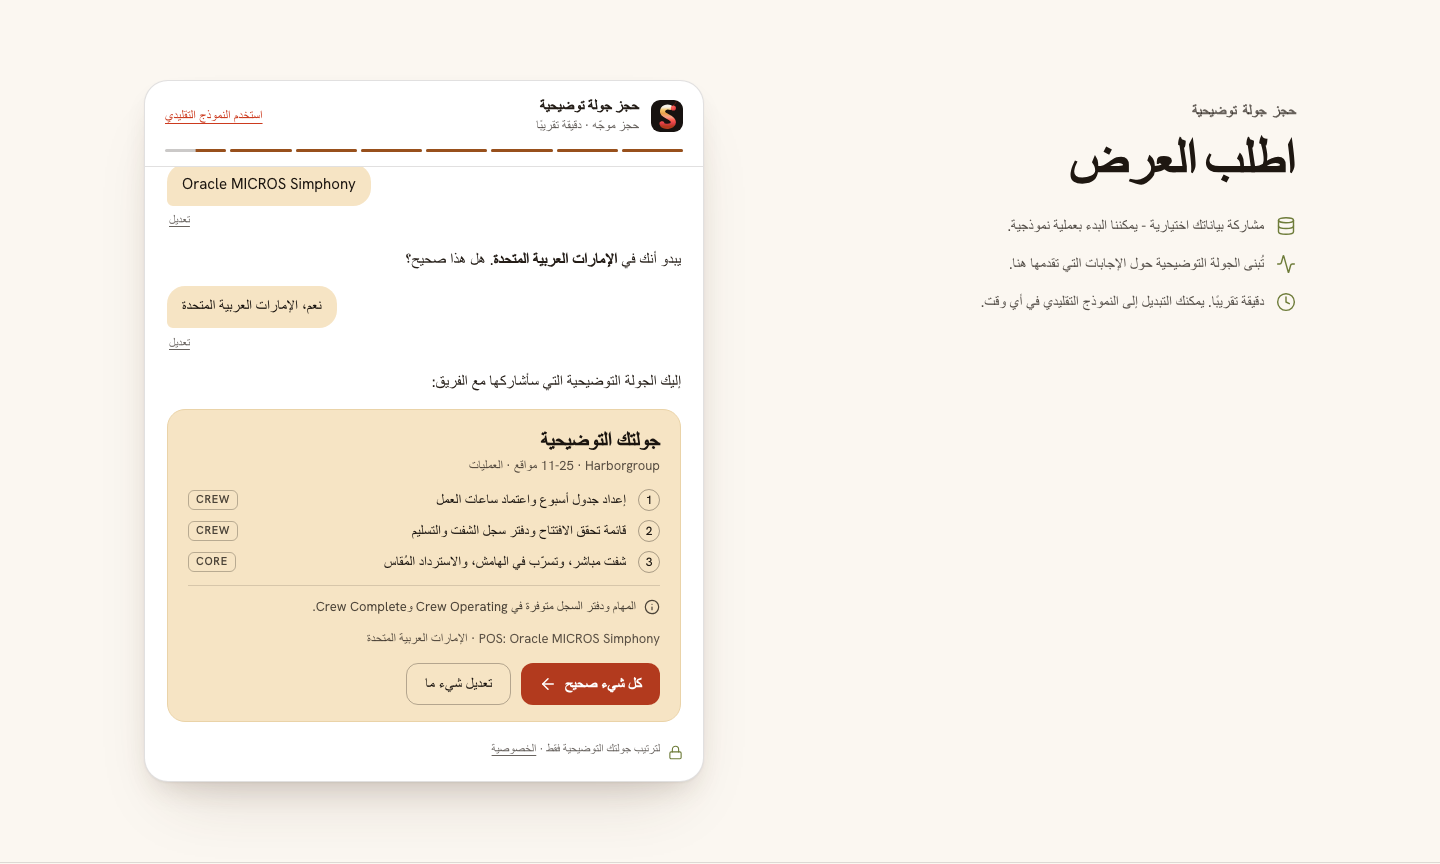 حجز جولة توضيحية
اطلب العرض
مشاركة بياناتك اختيارية - يمكننا البدء بعملية نموذجية.
تُبنى الجولة التوضيحية حول الإجابات التي تقدمها هنا.
دقيقة تقريبًا. يمكنك التبديل إلى النموذج التقليدي في أي وقت.
حجز جولة توضيحية
حجز موجّه · دقيقة تقريبًا
استخدم النموذج التقليدي
Oracle MICROS Simphony
تعديل
يبدو أنك في الإمارات العربية المتحدة. هل هذا صحيح؟
نعم، الإمارات العربية المتحدة
تعديل
إليك الجولة التوضيحية التي سأشاركها مع الفريق:
جولتك التوضيحية
Harborgroup · 11-25 مواقع · العمليات
1 إعداد جدول أسبوع واعتماد ساعات العمل CREW
2 قائمة تحقق الافتتاح ودفتر سجل الشفت والتسليم CREW
3 شفت مباشر، وتسرّب في الهامش، والاسترداد المُقاس CORE
المهام ودفتر السجل متوفرة في Crew Operating وCrew Complete.
POS: Oracle MICROS Simphony · الإمارات العربية المتحدة
كل شيء صحيح
تعديل شيء ما
لترتيب جولتك التوضيحية فقط · الخصوصية